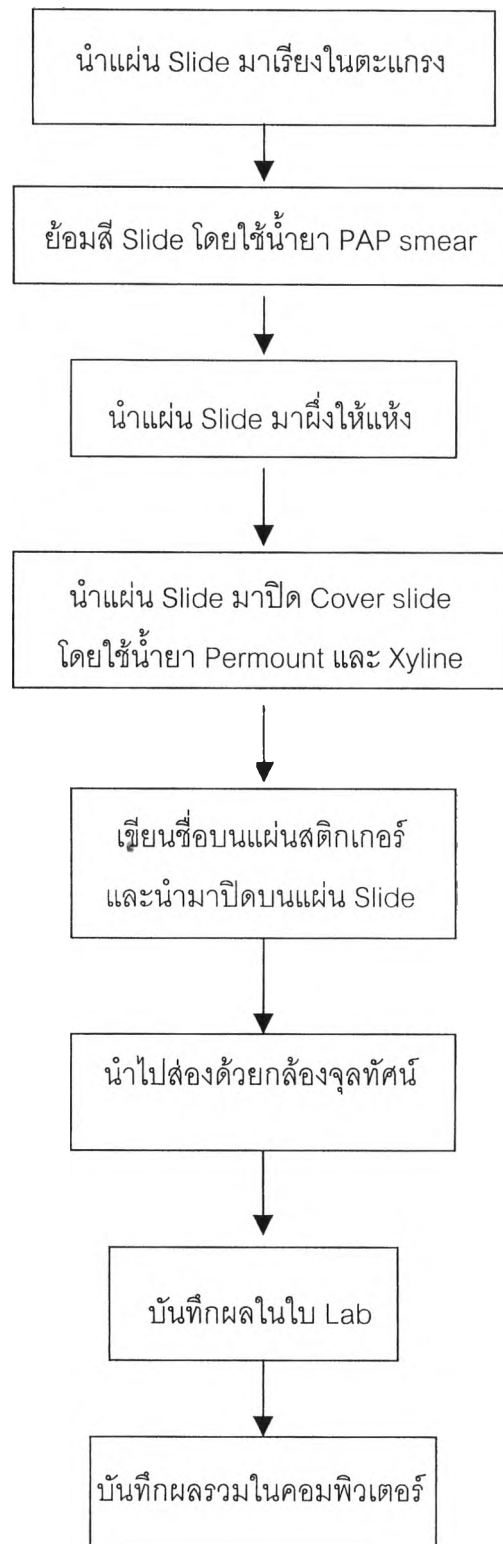 นำแผ่น Slide มาเรียงในตะแกรง
ย้อมสี Slide โดยใช้น้ำยา PAP smear
นำแผ่น Slide มาผึ่งให้แห้ง
นำแผ่น Slide มาปิด Cover slide
โดยใช้น้ำยา Permount และ Xyline
เขียนชื่อบนแผ่นสติกเกอร์
และนำมาปิดบนแผ่น Slide
นำไปส่องด้วยกล้องจุลทัศน์
บันทึกผลในใบ Lab
บันทึกผลรวมในคอมพิวเตอร์